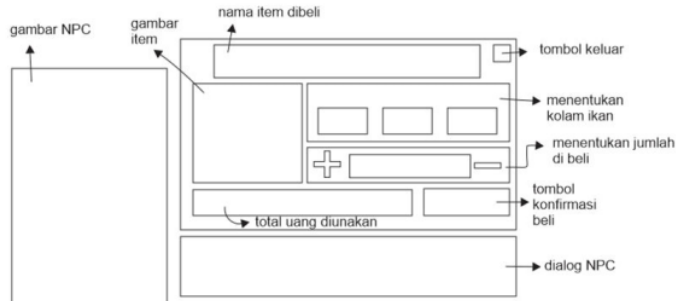 nama item dibeli
gambar NPC
gambar
item
tombol keluar
menentukan
kolam ikan
menentukan jumlah
di beli
tombol
konfirmasi
beli
total uang diunakan
dialog NPC